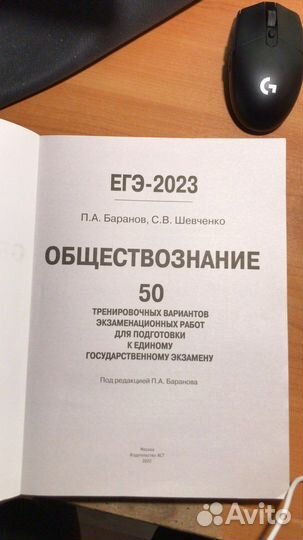 ЕГЭ-2023
П.А. Баранов, С.В. Шевченко
ОБЩЕСТВОЗНАНИЕ
50
ТРЕНИРОВОЧНЫХ ВАРИАНТОВ
ЭКЗАМЕНАЦИОННЫХ РАБОТ
ДЛЯ ПОДГОТОВКИ
К ЕДИНОМУ
ГОСУДАРСТВЕННОМУ ЭКЗАМЕНУ
Под редакцией П.А. Баранова
Москва
Издательство АСТ
2022
Avito